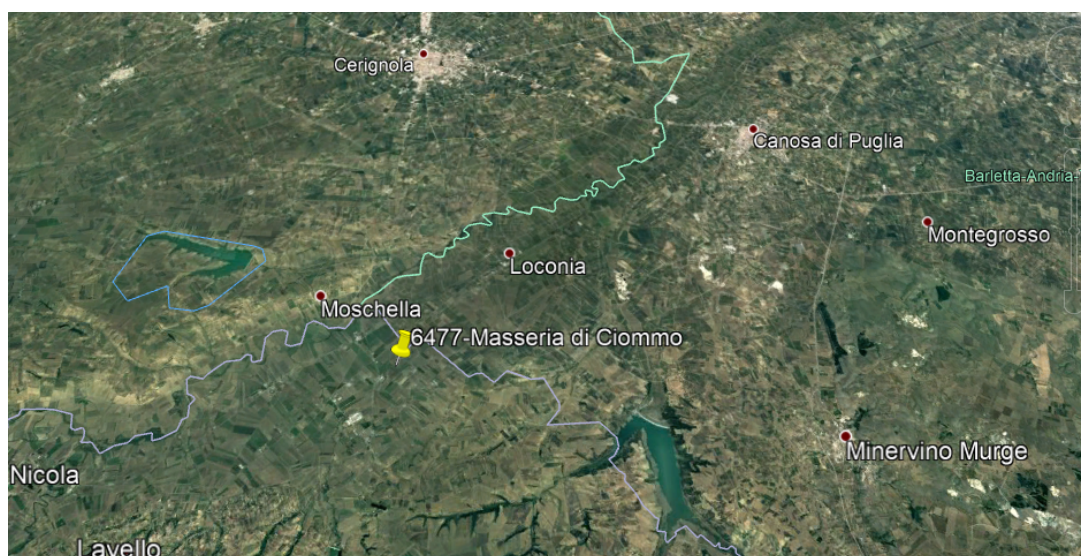 Cerignola
Canosa di Puglia
Barletta-Andria-
Montegrosso
Loconia
Moschella
6477-Masseria di Ciommo
Minervino Murge
Nicola
Lavello